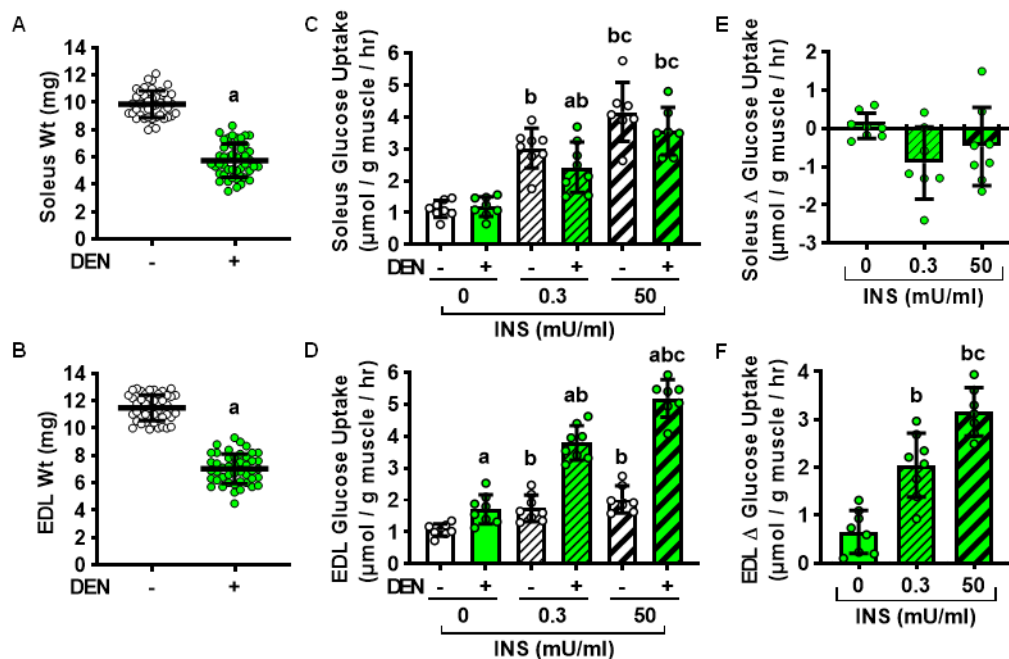 A
Soleus Wt (mg)
14
12
10
8
6
4
2
0
a
DEN - +
C
Soleus Glucose Uptake
(µmol / g muscle / hr)
6
5
4
3
2
1
0
b ab bc bc
DEN - + - + - +
0 0.3 50
INS (mU/ml)
E
Soleus Δ Glucose Uptake
(µmol / g muscle / hr)
3
2
1
0
-1
-2
-3
0 0.3 50
INS (mU/ml)
B
EDL Wt (mg)
14
12
10
8
6
4
2
0
a
DEN - +
D
EDL Glucose Uptake
(µmol / g muscle / hr)
6
5
4
3
2
1
0
a b ab b abc
DEN - + - + - +
0 0.3 50
INS (mU/ml)
F
EDL Δ Glucose Uptake
(µmol / g muscle / hr)
4
3
2
1
0
b bc
0 0.3 50
INS (mU/ml)